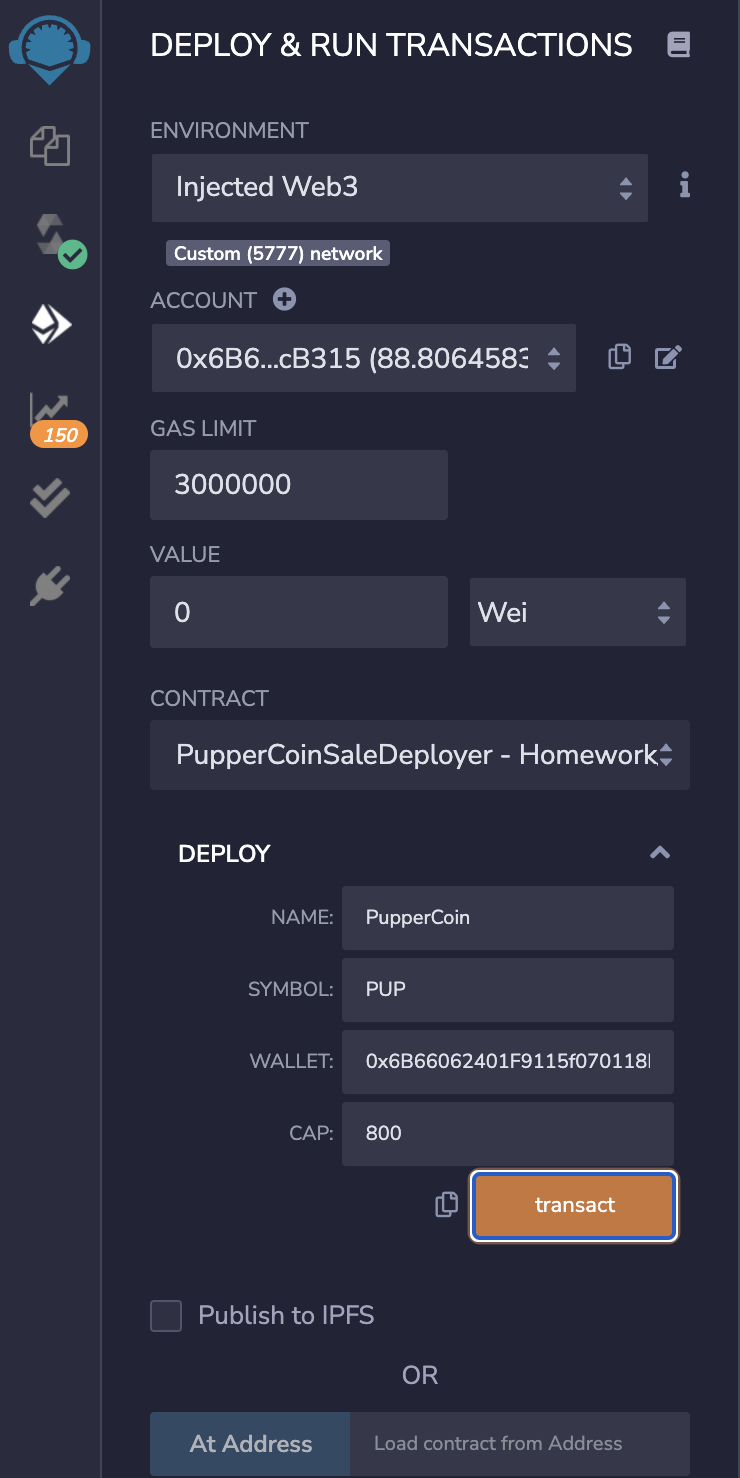 DEPLOY & RUN TRANSACTIONS
ENVIRONMENT
Injected Web3
Custom (5777) network
ACCOUNT
0x6B6...cB315 (88.8064583
150
GAS LIMIT
3000000
VALUE
0 Wei
CONTRACT
PupperCoinSaleDeployer - Homework
DEPLOY
NAME: PupperCoin
SYMBOL: PUP
WALLET: 0x6B66062401F9115f070118
CAP: 800
transact
Publish to IPFS
OR
At Address Load contract from Address